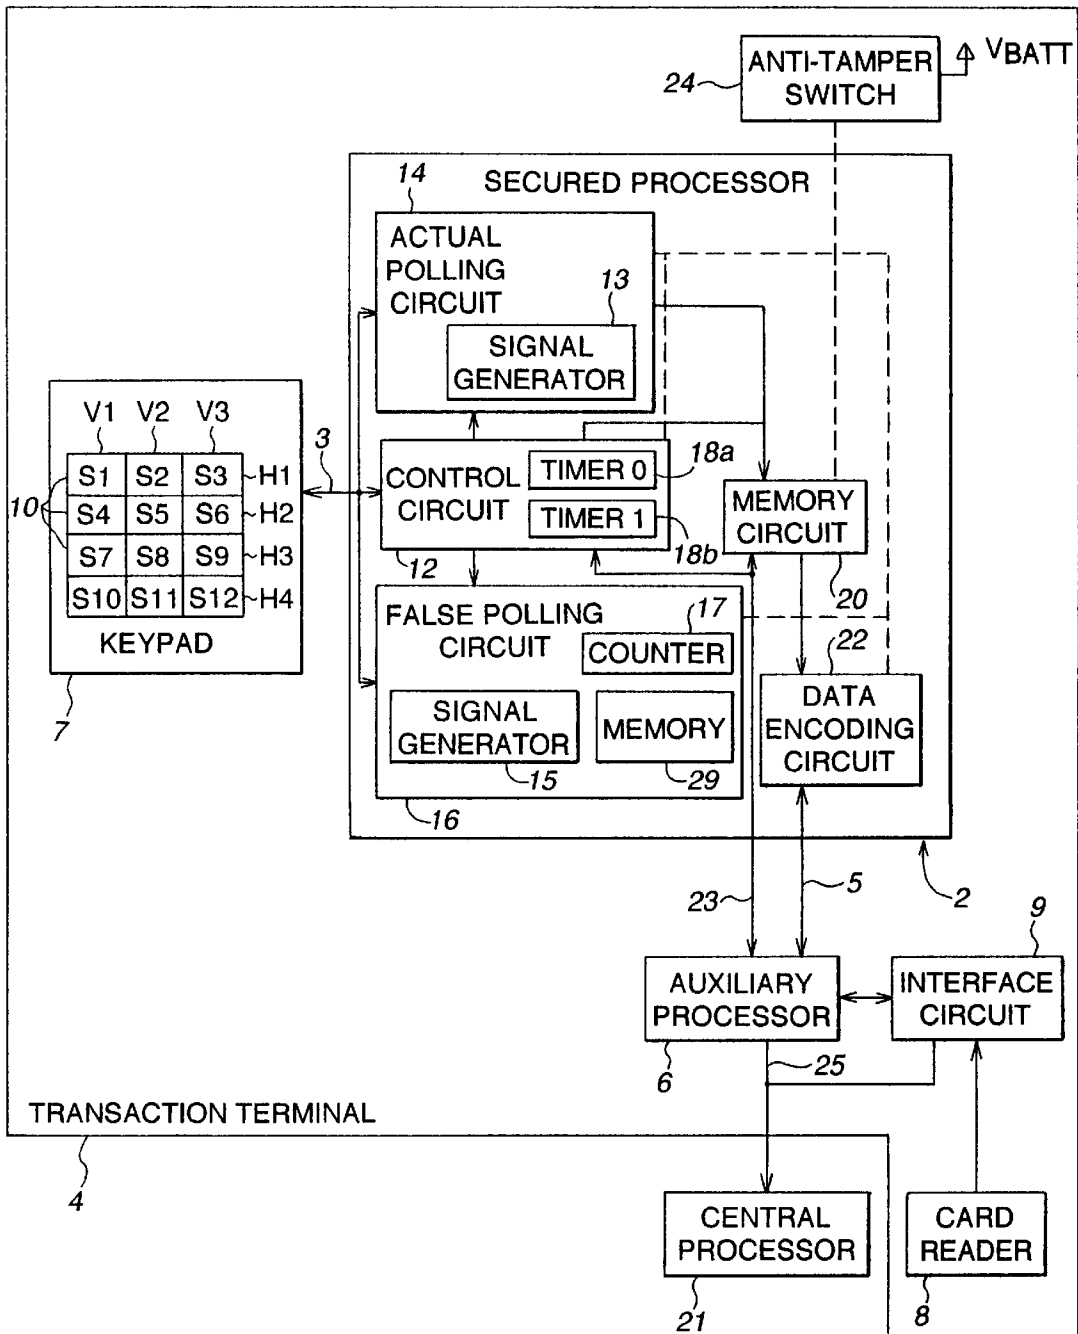 ANTI-TAMPER
SWITCH
VBATT
24
SECURED PROCESSOR
14
ACTUAL
POLLING
CIRCUIT
13
SIGNAL
GENERATOR
V1 V2 V3
3
S1 S2 S3 H1
10 S4 S5 S6 H2
S7 S8 S9 H3
S10 S11 S12 H4
KEYPAD
7
CONTROL
CIRCUIT
TIMER 0
18a
TIMER 1
18b
12
MEMORY
CIRCUIT
20
FALSE POLLING
CIRCUIT
17
COUNTER
22
SIGNAL
GENERATOR
15
MEMORY
29
DATA
ENCODING
CIRCUIT
16
23
5
2
9
AUXILIARY
PROCESSOR
6
INTERFACE
CIRCUIT
25
TRANSACTION TERMINAL
4
CENTRAL
PROCESSOR
21
CARD
READER
8